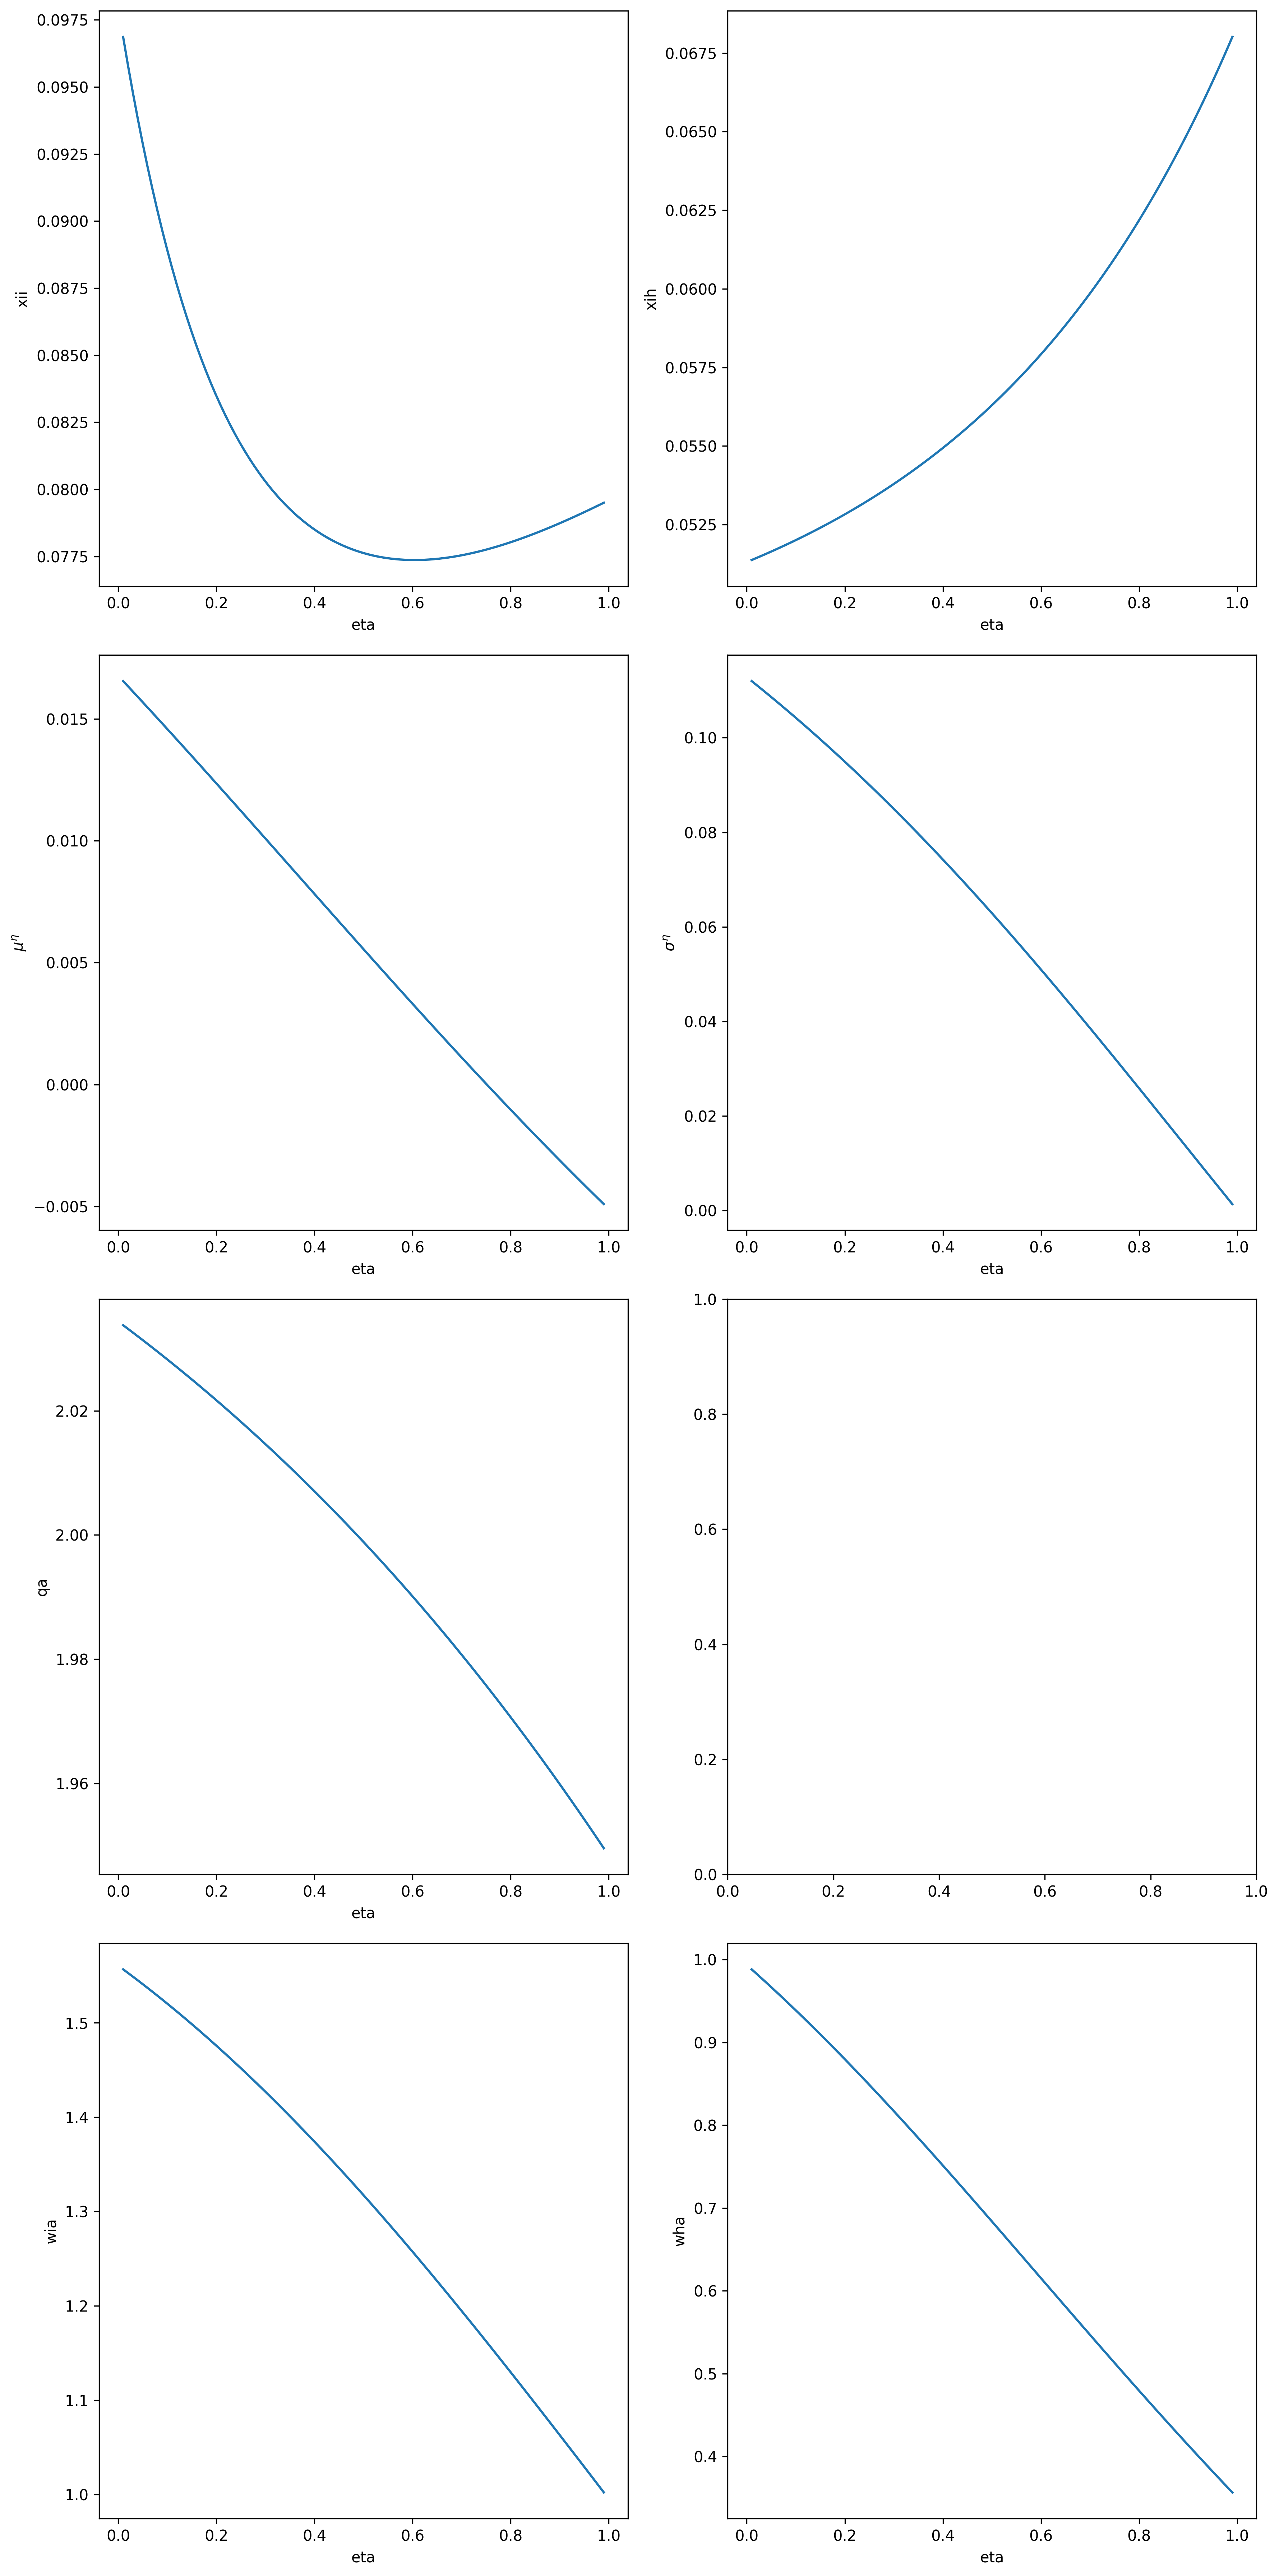 0.0975
0.0950
0.0925
0.0900
0.0875
0.0850
0.0825
0.0800
0.0775
xii
0.0 0.2 0.4 0.6 0.8 1.0
eta
0.0675
0.0650
0.0625
0.0600
0.0575
0.0550
0.0525
xih
0.0 0.2 0.4 0.6 0.8 1.0
eta
0.015
0.010
0.005
0.000
−0.005
μ^η
0.0 0.2 0.4 0.6 0.8 1.0
eta
0.10
0.08
0.06
0.04
0.02
0.00
σ^η
0.0 0.2 0.4 0.6 0.8 1.0
eta
2.02
2.00
1.98
1.96
qa
0.0 0.2 0.4 0.6 0.8 1.0
eta
1.0
0.8
0.6
0.4
0.2
0.0
0.0 0.2 0.4 0.6 0.8 1.0
1.5
1.4
1.3
1.2
1.1
1.0
wia
0.0 0.2 0.4 0.6 0.8 1.0
eta
1.0
0.9
0.8
0.7
0.6
0.5
0.4
wha
0.0 0.2 0.4 0.6 0.8 1.0
eta